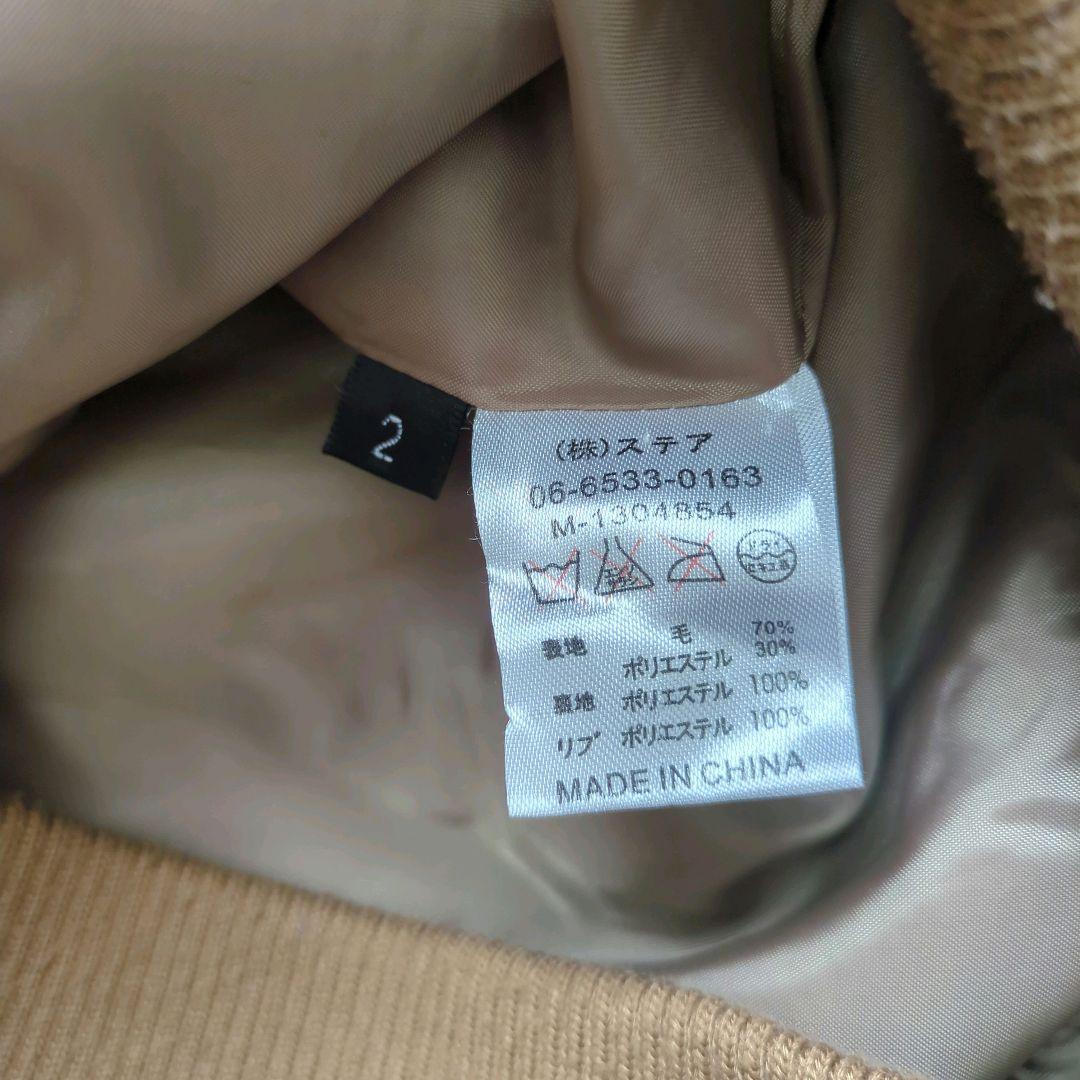 2
(株)ステア
06-6533-0163
M-1304854
表地 毛 70%
ポリエステル 30%
裏地 ポリエステル 100%
リブ ポリエステル 100%
MADE IN CHINA